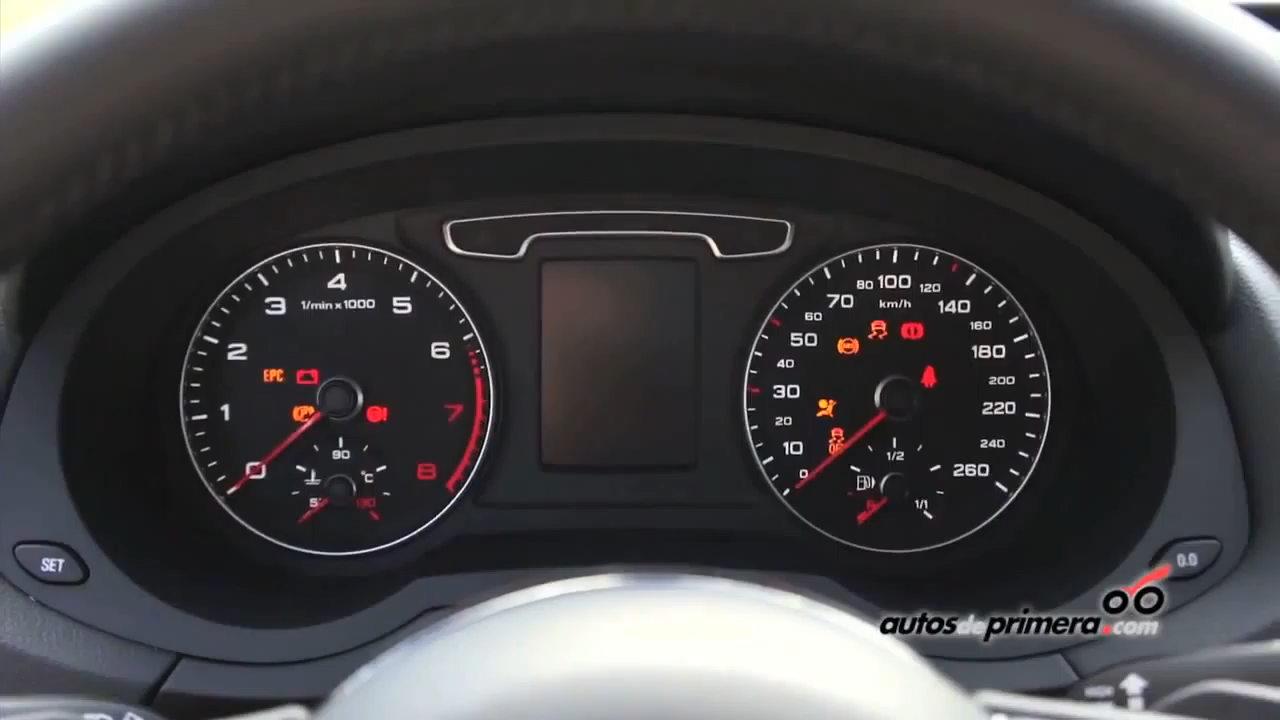 4
3 1/min x 1000 5
2 6
EPC
1 7
0 8
90
°C
80 100 120
70 km/h 140
60 160
50 180
40
30 200
20 220
10 240
0 1/2 260
1/1
SET
0.0
autosdeprimera.com
HIGH